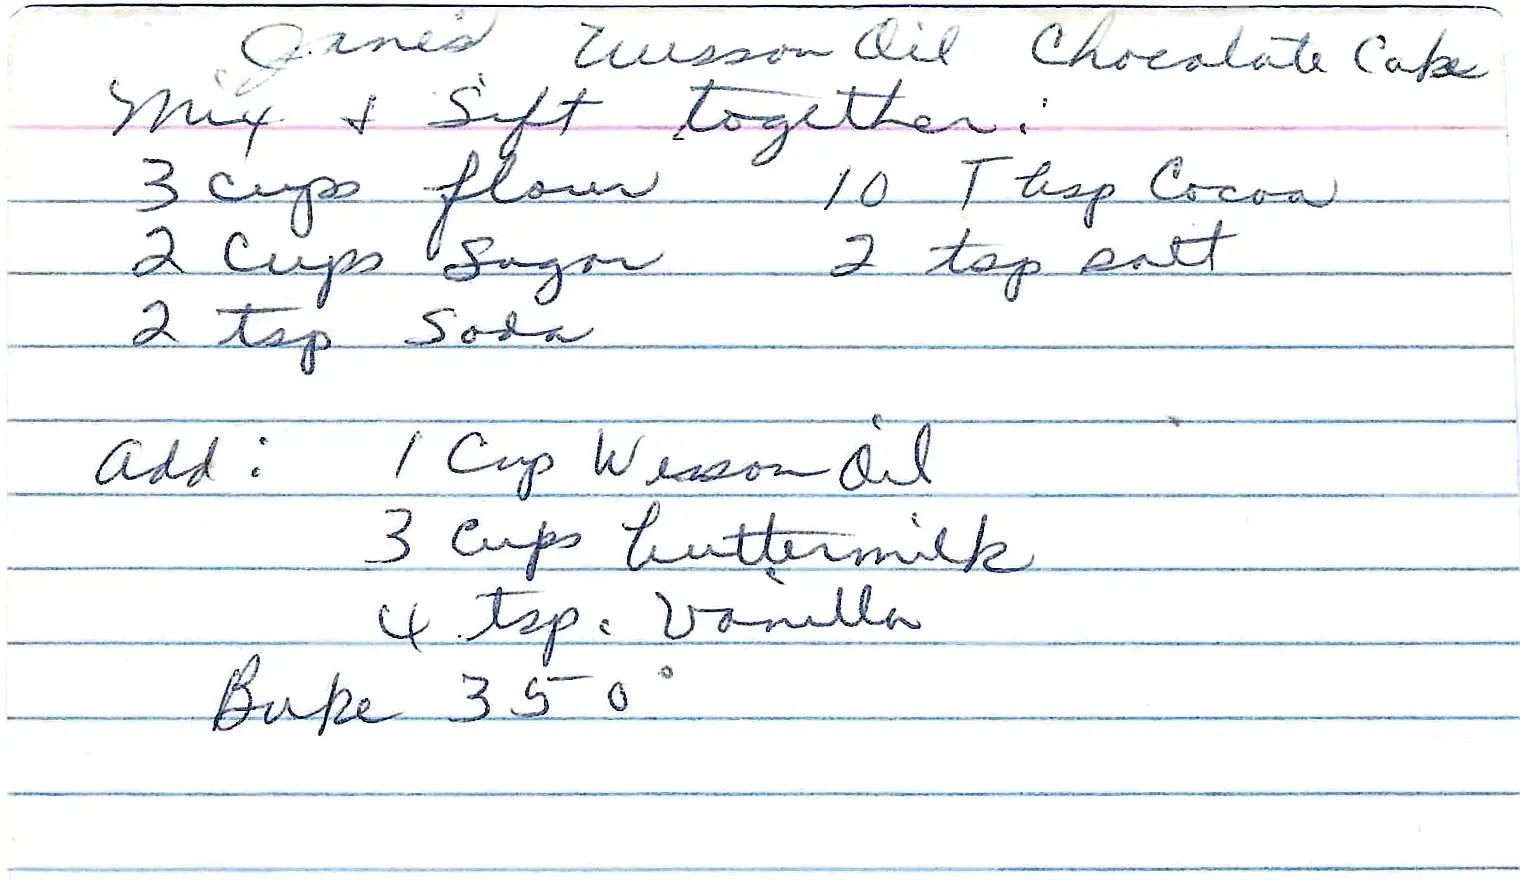 Jane's Wesson Oil Chocolate Cake
Mix & Sift together:
3 cups flour 10 Tbsp Cocoa
2 Cups Sugar 2 tsp salt
2 tsp Soda
Add: 1 Cup Wesson Oil
3 Cups buttermilk
4 tsp. Vanilla
Bake 350°